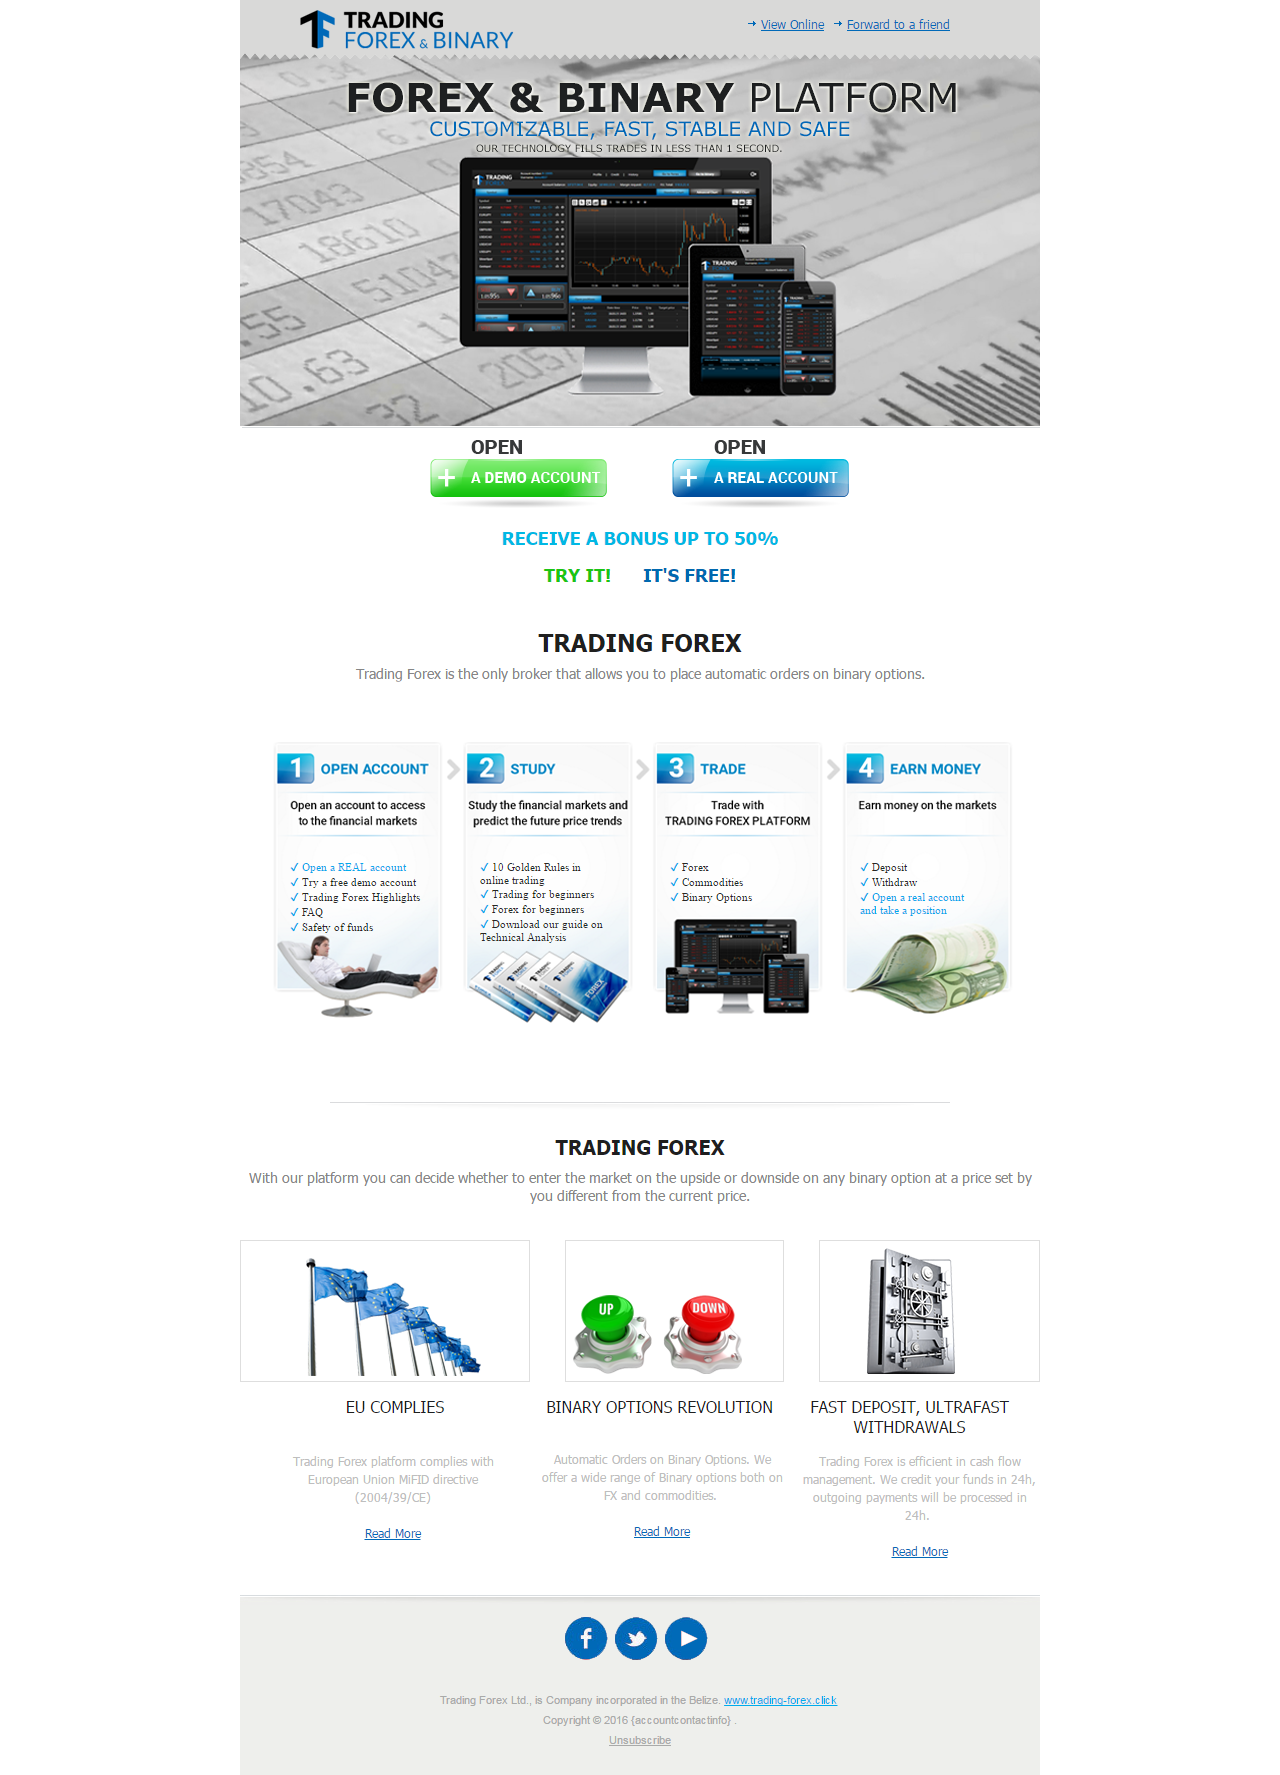 TRADING
FOREX & BINARY
View Online
Forward to a friend
FOREX & BINARY PLATFORM
CUSTOMIZABLE, FAST, STABLE AND SAFE
OUR TECHNOLOGY FILLS TRADES IN LESS THAN 1 SECOND.
OPEN
A DEMO ACCOUNT
OPEN
A REAL ACCOUNT
RECEIVE A BONUS UP TO 50%
TRY IT! IT'S FREE!
TRADING FOREX
Trading Forex is the only broker that allows you to place automatic orders on binary options.
1 OPEN ACCOUNT
Open an account to access
to the financial markets
✓ Open a REAL account
✓ Try a free demo account
✓ Trading Forex Highlights
✓ FAQ
✓ Safety of funds
2 STUDY
Study the financial markets and
predict the future price trends
✓ 10 Golden Rules in
online trading
✓ Trading for beginners
✓ Forex for beginners
✓ Download our guide on
Technical Analysis
3 TRADE
Trade with
TRADING FOREX PLATFORM
✓ Forex
✓ Commodities
✓ Binary Options
4 EARN MONEY
Earn money on the markets
✓ Deposit
✓ Withdraw
✓ Open a real account
and take a position
TRADING FOREX
With our platform you can decide whether to enter the market on the upside or downside on any binary option at a price set by
you different from the current price.
UP
DOWN
EU COMPLIES
Trading Forex platform complies with
European Union MiFID directive
(2004/39/CE)
Read More
BINARY OPTIONS REVOLUTION
Automatic Orders on Binary Options. We
offer a wide range of Binary options both on
FX and commodities.
Read More
FAST DEPOSIT, ULTRAFAST
WITHDRAWALS
Trading Forex is efficient in cash flow
management. We credit your funds in 24h,
outgoing payments will be processed in
24h.
Read More
Trading Forex Ltd., is Company incorporated in the Belize. www.trading-forex.click
Copyright © 2016 {accountcontactinfo} .
Unsubscribe